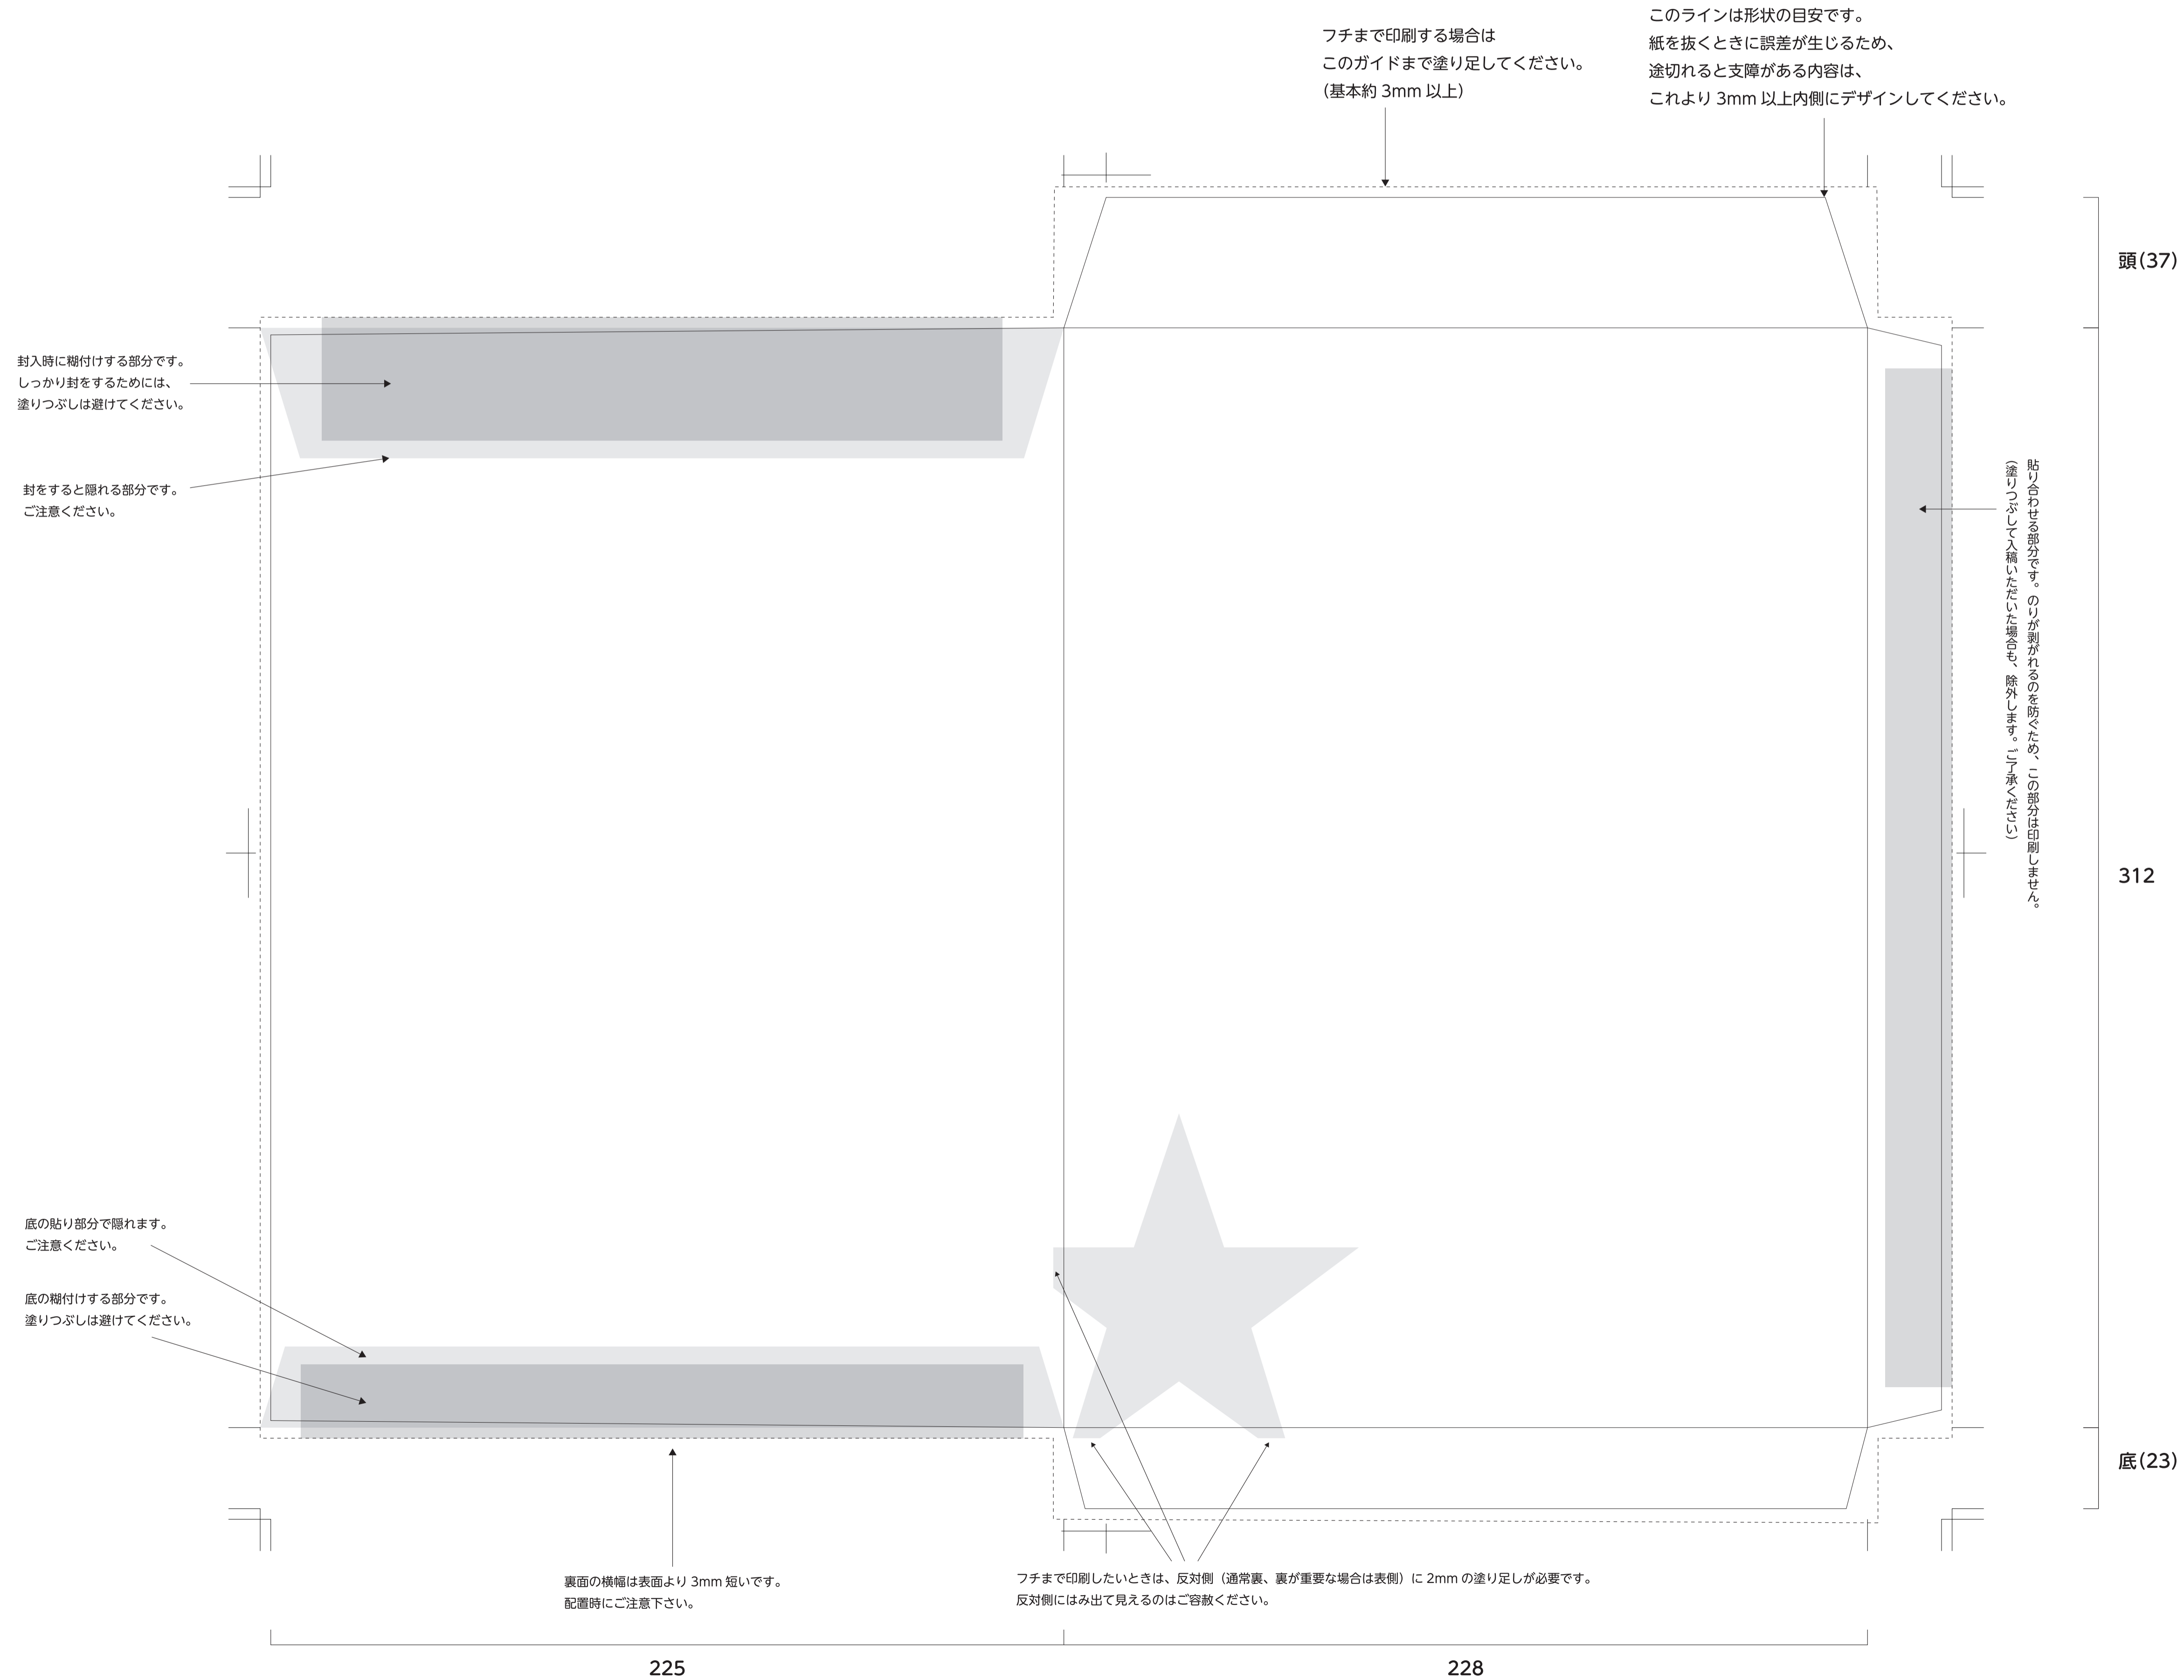 フチまで印刷する場合は
このガイドまで塗り足してください。
（基本約 3mm 以上）
このラインは形状の目安です。
紙を抜くときに誤差が生じるため、
途切れると支障がある内容は、
これより 3mm 以上内側にデザインしてください。
頭(37)
封入時に糊付けする部分です。
しっかり封をするためには、
塗りつぶしは避けてください。
封をすると隠れる部分です。
ご注意ください。
貼り合わせる部分です。のりが剥がれるのを防ぐため、この部分は印刷しません。
（塗りつぶして入稿いただいた場合も、除外します。ご了承ください）
312
底の貼り部分で隠れます。
ご注意ください。
底の糊付けする部分です。
塗りつぶしは避けてください。
底(23)
裏面の横幅は表面より 3mm 短いです。
配置時にご注意下さい。
フチまで印刷したいときは、反対側（通常裏、裏が重要な場合は表側）に 2mm の塗り足しが必要です。
反対側にはみ出て見えるのはご容赦ください。
225
228